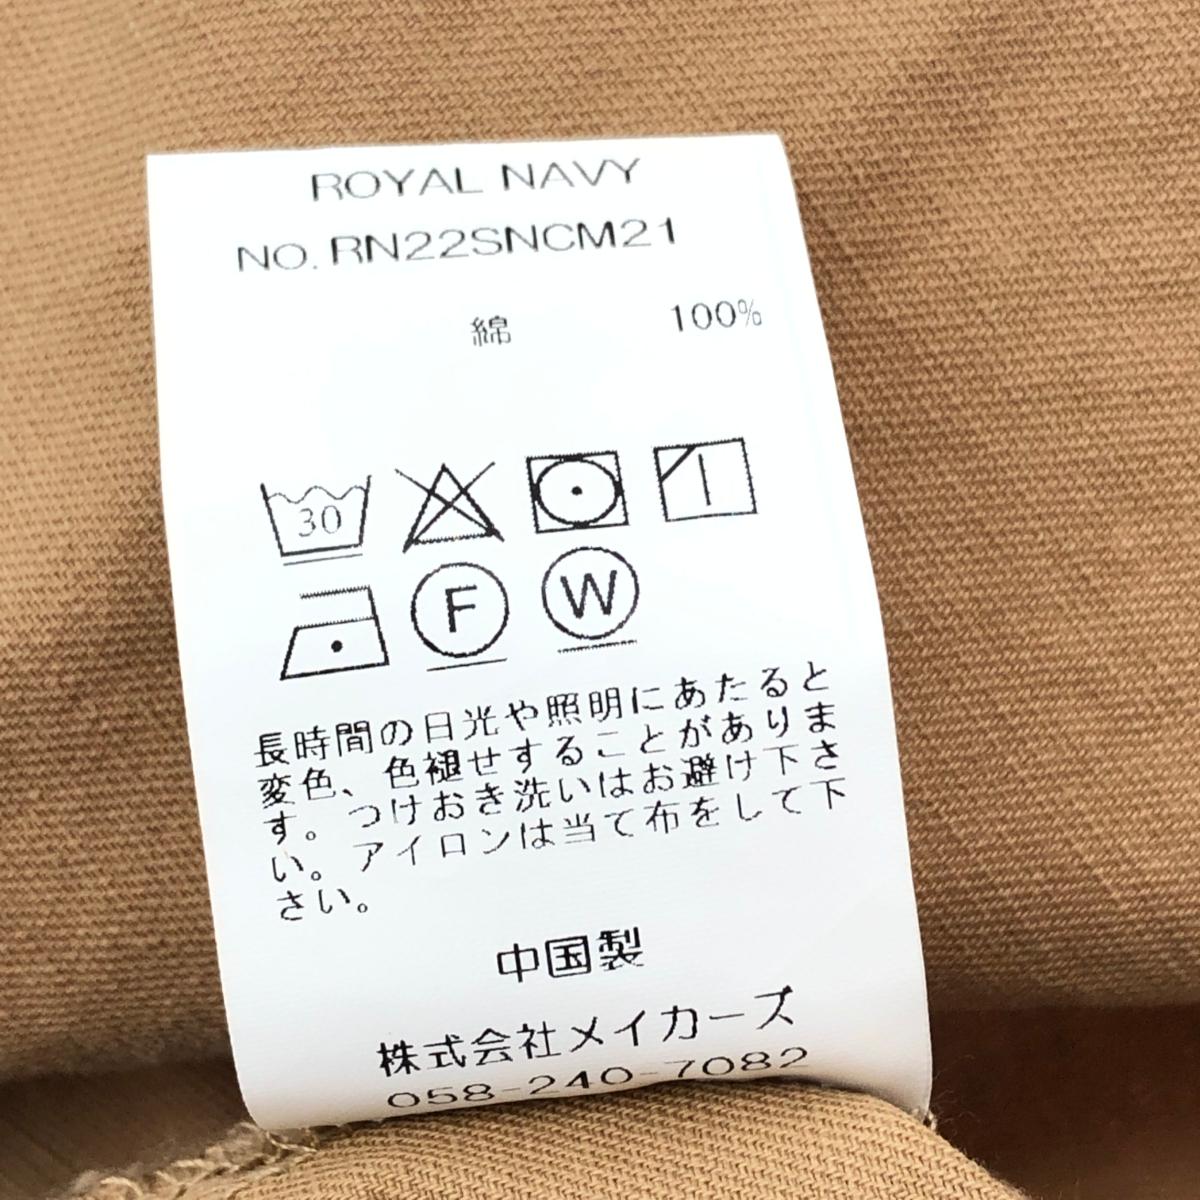 ROYAL NAVY
NO. RN22SNCM21
綿 100%
30
F W
長時間の日光や照明にあたると
変色、色褪せすることがありま
す。つけおき洗いはお避け下さ
い。アイロンは当て布をして下
さい。
中国製
株式会社メイカーズ
058-240-7082